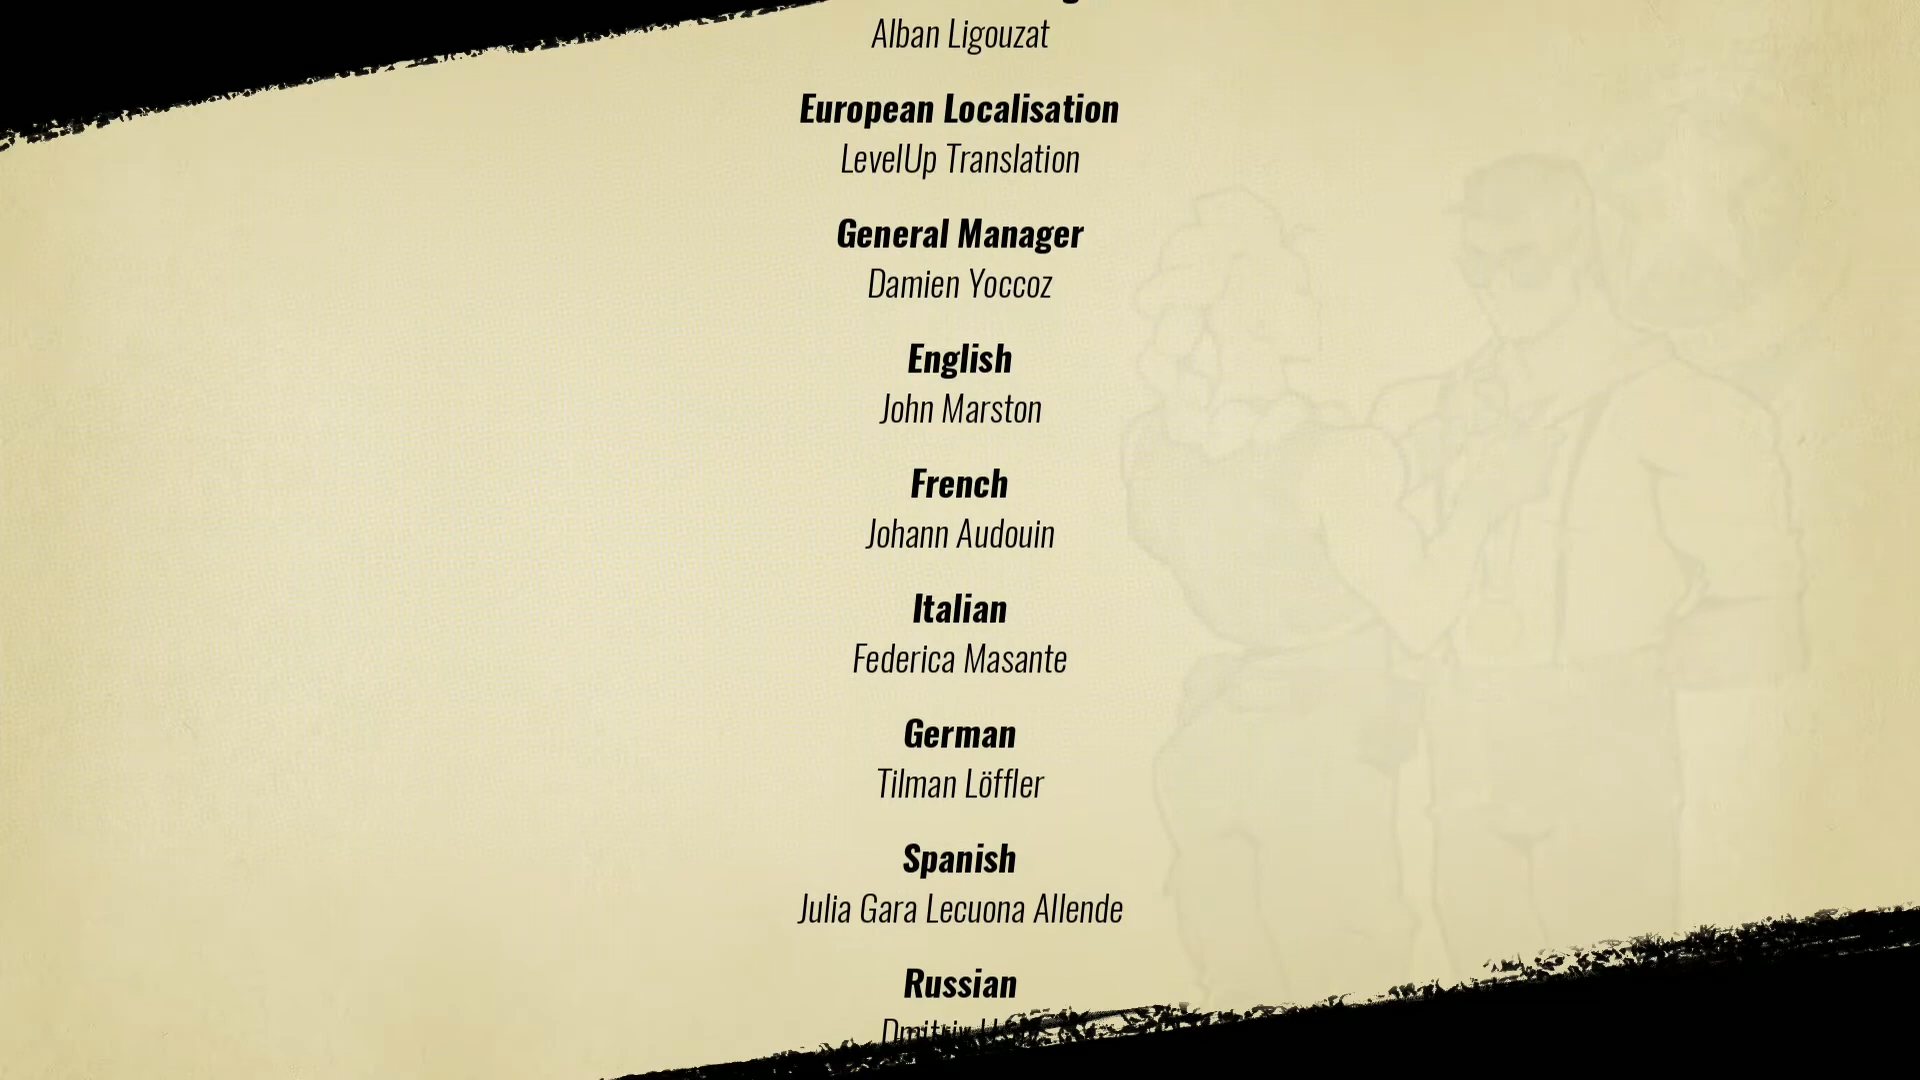 Alban Ligouzat
European Localisation
LevelUp Translation
General Manager
Damien Yoccoz
English
John Marston
French
Johann Audouin
Italian
Federica Masante
German
Tilman Löffler
Spanish
Julia Gara Lecuona Allende
Russian